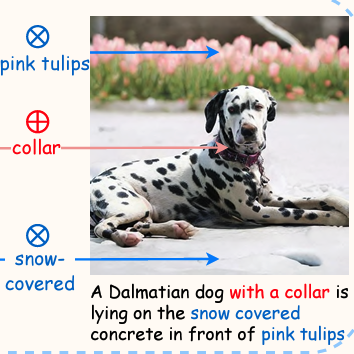 pink tulips
collar
snow-
covered
A Dalmatian dog with a collar is
lying on the snow covered
concrete in front of pink tulips